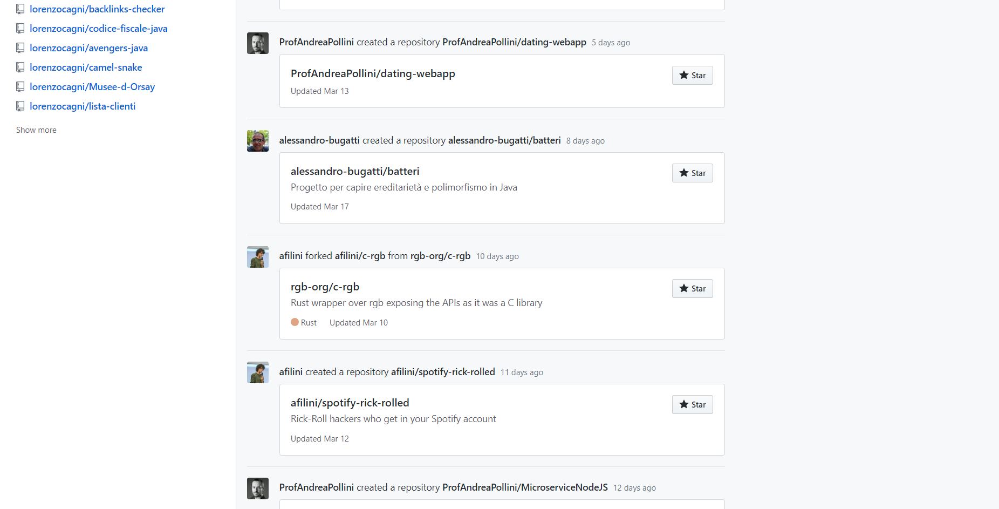 lorenzocagni/backlinks-checker
lorenzocagni/codice-fiscale-java
lorenzocagni/avengers-java
lorenzocagni/camel-snake
lorenzocagni/Musee-d-Orsay
lorenzocagni/lista-clienti
Show more
ProfAndreaPollini created a repository ProfAndreaPollini/dating-webapp 5 days ago
ProfAndreaPollini/dating-webapp
Star
Updated Mar 13
alessandro-bugatti created a repository alessandro-bugatti/batteri 8 days ago
alessandro-bugatti/batteri
Star
Progetto per capire ereditarietà e polimorfismo in Java
Updated Mar 17
afilini forked afilini/c-rgb from rgb-org/c-rgb 10 days ago
rgb-org/c-rgb
Star
Rust wrapper over rgb exposing the APIs as it was a C library
Rust Updated Mar 10
afilini created a repository afilini/spotify-rick-rolled 11 days ago
afilini/spotify-rick-rolled
Star
Rick-Roll hackers who get in your Spotify account
Updated Mar 12
ProfAndreaPollini created a repository ProfAndreaPollini/MicroserviceNodeJS 12 days ago